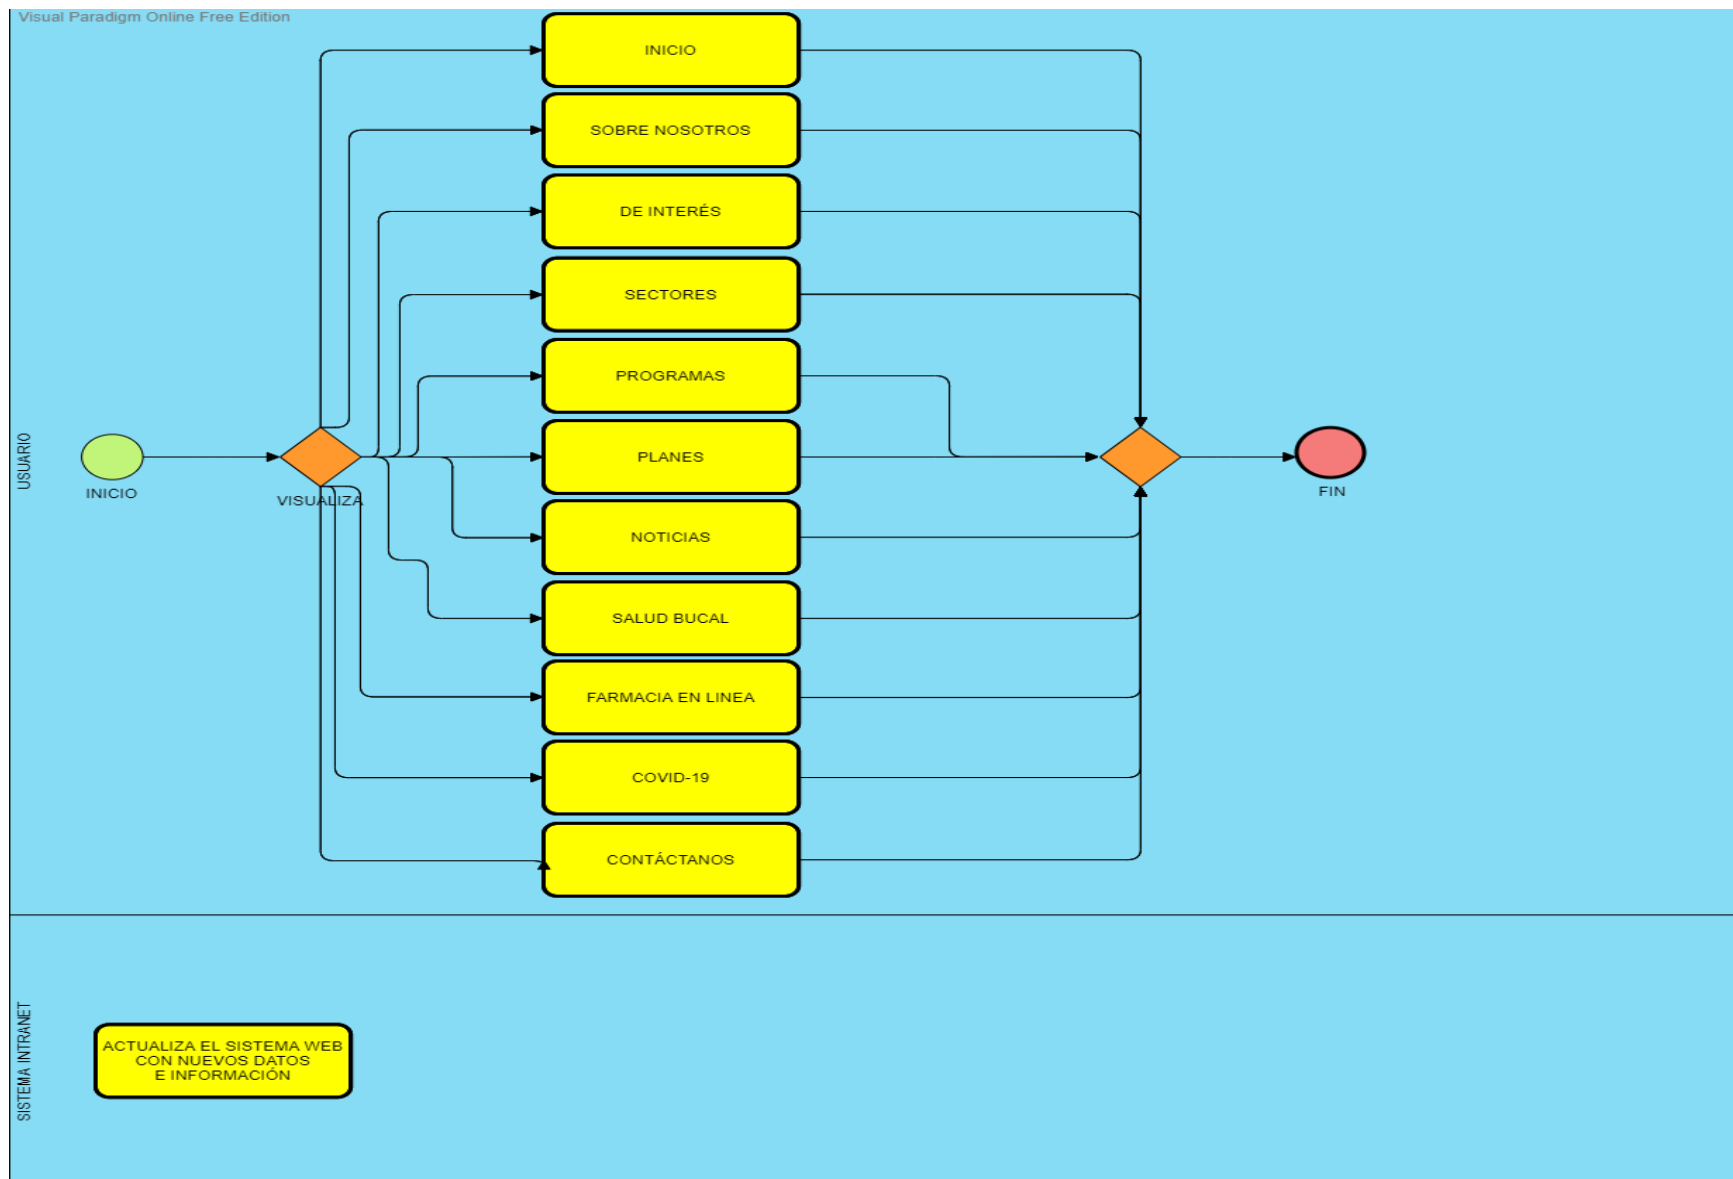 Visual Paradigm Online Free Edition
INICIO
SOBRE NOSOTROS
DE INTERÉS
SECTORES
PROGRAMAS
USUARIO
INICIO
VISUALIZA
PLANES
FIN
NOTICIAS
SALUD BUCAL
FARMACIA EN LINEA
COVID-19
CONTÁCTANOS
SISTEMA INTRANET
ACTUALIZA EL SISTEMA WEB
CON NUEVOS DATOS
E INFORMACIÓN